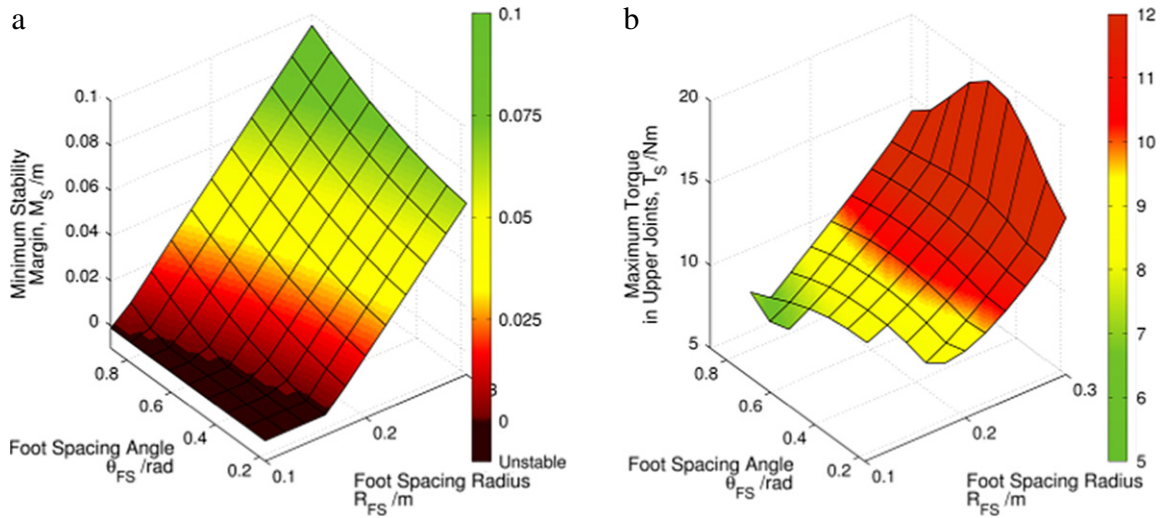 a
0.1
0.08
0.06
0.04
0.02
0
Minimum Stability
Margin, M_S /m
0.8
0.6
0.4
0.2
Foot Spacing Angle
θ_FS /rad
0.1
0.2
Foot Spacing Radius
R_FS /m
0.1
0.075
0.05
0.025
0
Unstable
b
20
15
10
5
Maximum Torque
in Upper Joints, T_S /Nm
0.8
0.6
0.4
0.2
Foot Spacing Angle
θ_FS /rad
0.1
0.2
0.3
Foot Spacing Radius
R_FS /m
12
11
10
9
8
7
6
5